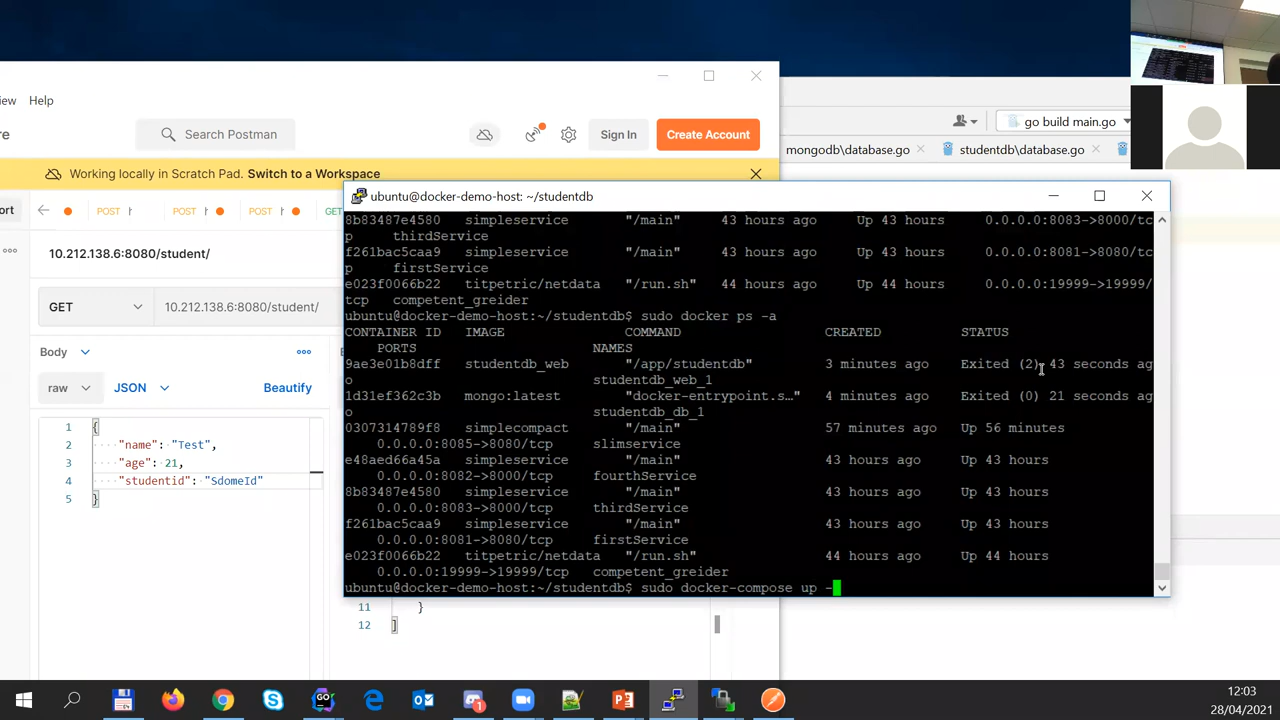 iew Help
re
Search Postman
Sign In
Create Account
Working locally in Scratch Pad. Switch to a Workspace
ort
POST
POST
POST
GET
10.212.138.6:8080/student/
GET
10.212.138.6:8080/student/
Body
raw
JSON
Beautify
1 {
2 "name": "Test",
3 "age": 21,
4 "studentid": "SdomeId"
5 }
11 }
12 ]
go build main.go
mongodb\database.go
studentdb\database.go
ubuntu@docker-demo-host: ~/studentdb
8b83487e4580 simpleservice "/main" 43 hours ago Up 43 hours 0.0.0.0:8083->8000/tc
p thirdService
f261bac5caa9 simpleservice "/main" 43 hours ago Up 43 hours 0.0.0.0:8081->8080/tc
p firstService
e023f0066b22 titpetric/netdata "/run.sh" 44 hours ago Up 44 hours 0.0.0.0:19999->19999/
tcp competent_greider
ubuntu@docker-demo-host:~/studentdb$ sudo docker ps -a
CONTAINER ID IMAGE COMMAND CREATED STATUS
PORTS NAMES
9ae3e01b8dff studentdb_web "/app/studentdb" 3 minutes ago Exited (2) 43 seconds ag
o studentdb_web_1
1d31ef362c3b mongo:latest "docker-entrypoint.s…" 4 minutes ago Exited (0) 21 seconds ag
o studentdb_db_1
0307314789f8 simplecompact "/main" 57 minutes ago Up 56 minutes
0.0.0.0:8085->8080/tcp slimservice
e48aed66a45a simpleservice "/main" 43 hours ago Up 43 hours
0.0.0.0:8082->8000/tcp fourthService
8b83487e4580 simpleservice "/main" 43 hours ago Up 43 hours
0.0.0.0:8083->8000/tcp thirdService
f261bac5caa9 simpleservice "/main" 43 hours ago Up 43 hours
0.0.0.0:8081->8080/tcp firstService
e023f0066b22 titpetric/netdata "/run.sh" 44 hours ago Up 44 hours
0.0.0.0:19999->19999/tcp competent_greider
ubuntu@docker-demo-host:~/studentdb$ sudo docker-compose up -
12:03
28/04/2021